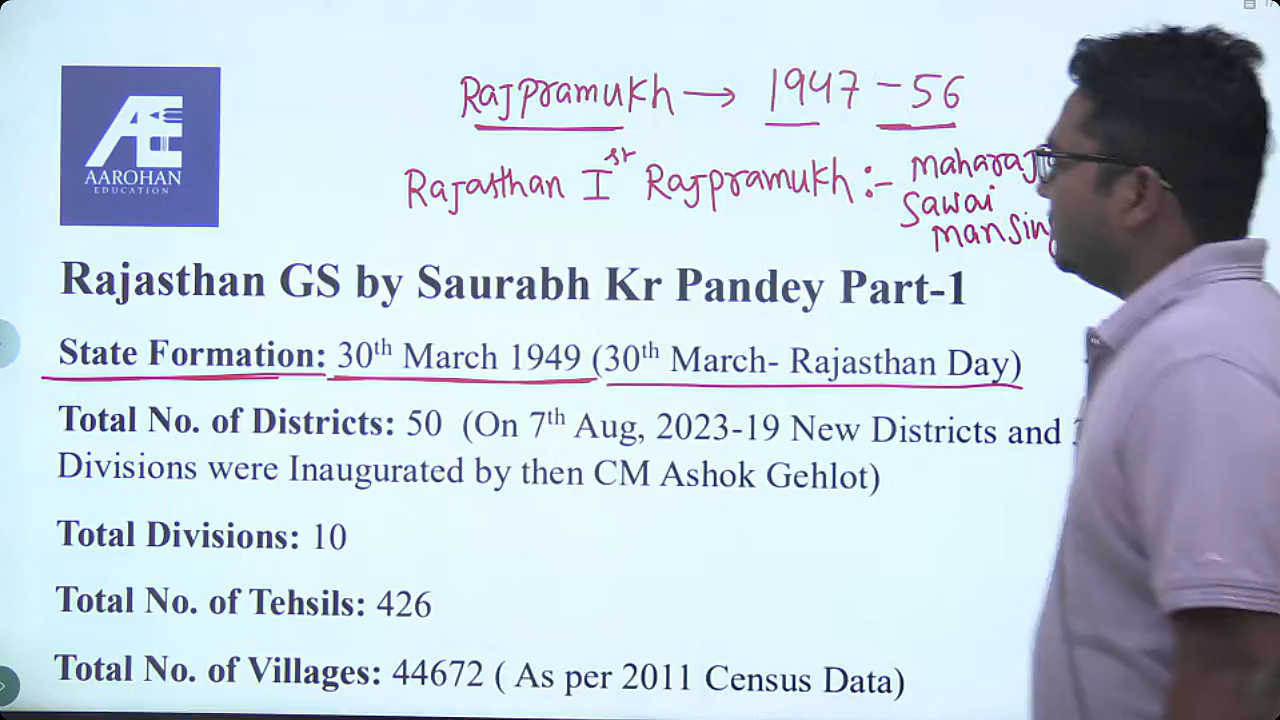 Rajpramukh → 1947 - 56
Rajasthan Ist Rajpramukh :- Maharaj
Sawai
Mansing
AE
AAROHAN
EDUCATION
Rajasthan GS by Saurabh Kr Pandey Part-1
State Formation: 30th March 1949 (30th March- Rajasthan Day)
Total No. of Districts: 50 (On 7th Aug, 2023-19 New Districts and
Divisions were Inaugurated by then CM Ashok Gehlot)
Total Divisions: 10
Total No. of Tehsils: 426
Total No. of Villages: 44672 ( As per 2011 Census Data)